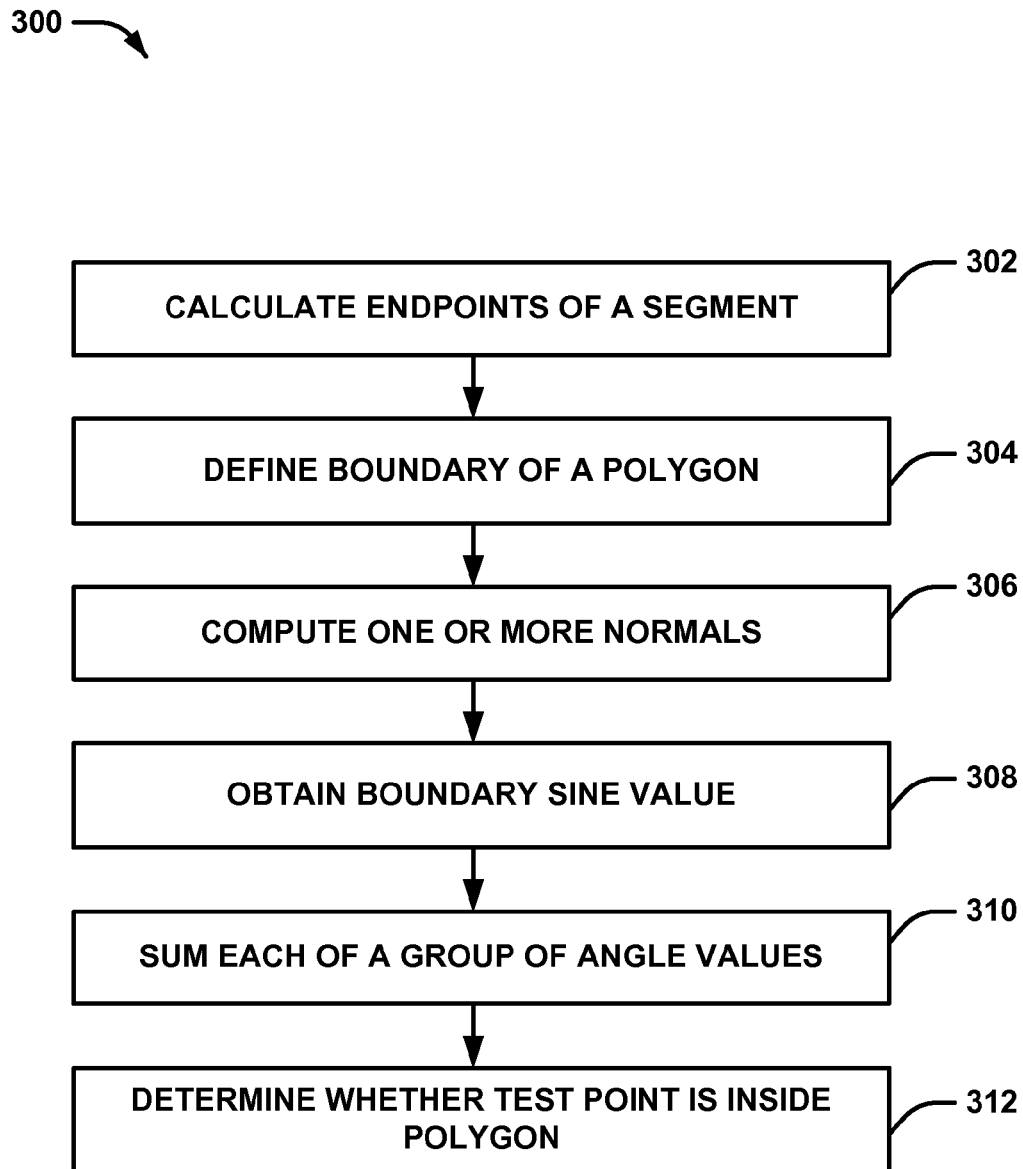 300
302
CALCULATE ENDPOINTS OF A SEGMENT
304
DEFINE BOUNDARY OF A POLYGON
306
COMPUTE ONE OR MORE NORMALS
308
OBTAIN BOUNDARY SINE VALUE
310
SUM EACH OF A GROUP OF ANGLE VALUES
312
DETERMINE WHETHER TEST POINT IS INSIDE
POLYGON